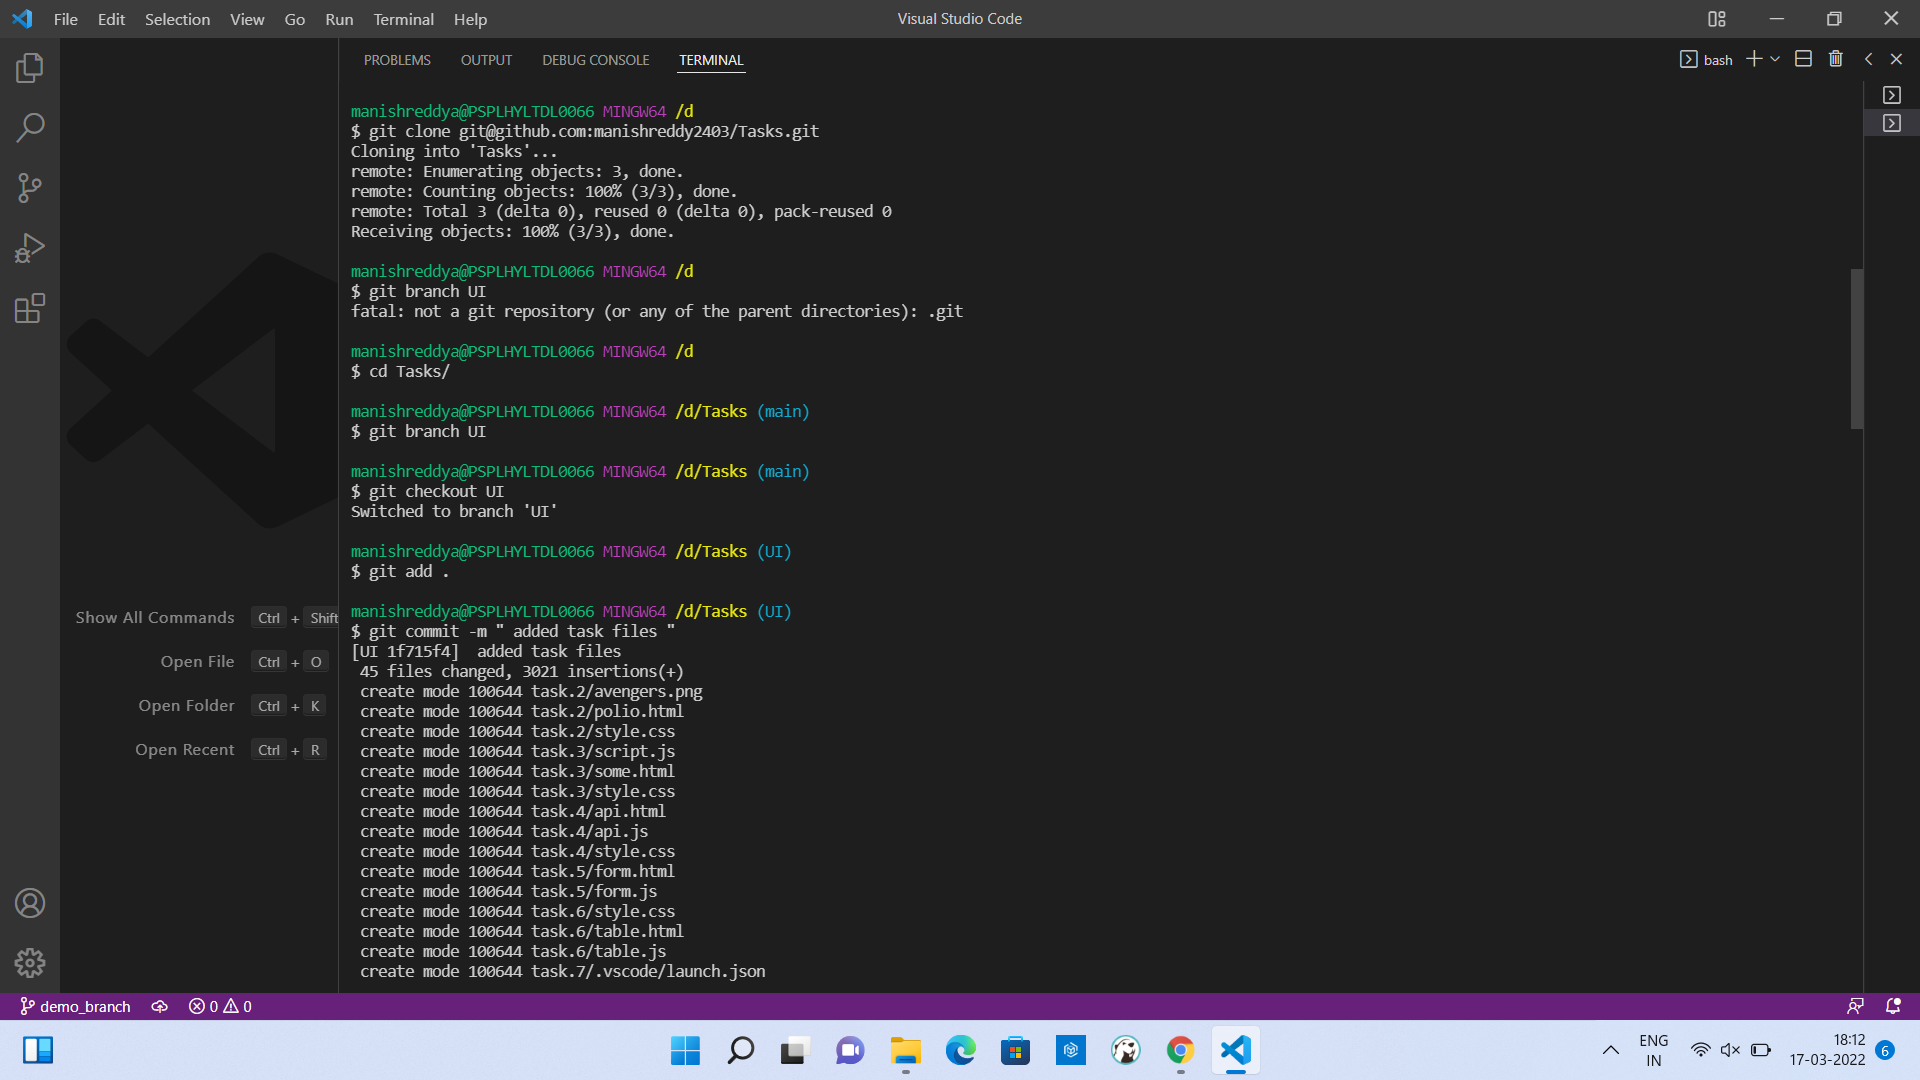 File Edit Selection View Go Run Terminal Help
Visual Studio Code
PROBLEMS OUTPUT DEBUG CONSOLE TERMINAL
bash
manishreddya@PSPLHYLTDL0066 MINGW64 /d
$ git clone git@github.com:manishreddy2403/Tasks.git
Cloning into 'Tasks'...
remote: Enumerating objects: 3, done.
remote: Counting objects: 100% (3/3), done.
remote: Total 3 (delta 0), reused 0 (delta 0), pack-reused 0
Receiving objects: 100% (3/3), done.
manishreddya@PSPLHYLTDL0066 MINGW64 /d
$ git branch UI
fatal: not a git repository (or any of the parent directories): .git
manishreddya@PSPLHYLTDL0066 MINGW64 /d
$ cd Tasks/
manishreddya@PSPLHYLTDL0066 MINGW64 /d/Tasks (main)
$ git branch UI
manishreddya@PSPLHYLTDL0066 MINGW64 /d/Tasks (main)
$ git checkout UI
Switched to branch 'UI'
manishreddya@PSPLHYLTDL0066 MINGW64 /d/Tasks (UI)
$ git add .
manishreddya@PSPLHYLTDL0066 MINGW64 /d/Tasks (UI)
$ git commit -m " added task files "
[UI 1f715f4]  added task files
 45 files changed, 3021 insertions(+)
 create mode 100644 task.2/avengers.png
 create mode 100644 task.2/polio.html
 create mode 100644 task.2/style.css
 create mode 100644 task.3/script.js
 create mode 100644 task.3/some.html
 create mode 100644 task.3/style.css
 create mode 100644 task.4/api.html
 create mode 100644 task.4/api.js
 create mode 100644 task.4/style.css
 create mode 100644 task.5/form.html
 create mode 100644 task.5/form.js
 create mode 100644 task.6/style.css
 create mode 100644 task.6/table.html
 create mode 100644 task.6/table.js
 create mode 100644 task.7/.vscode/launch.json
Show All Commands Ctrl + Shift
Open File Ctrl + O
Open Folder Ctrl + K
Open Recent Ctrl + R
demo_branch 0 0
ENG
IN
18:12
17-03-2022
6